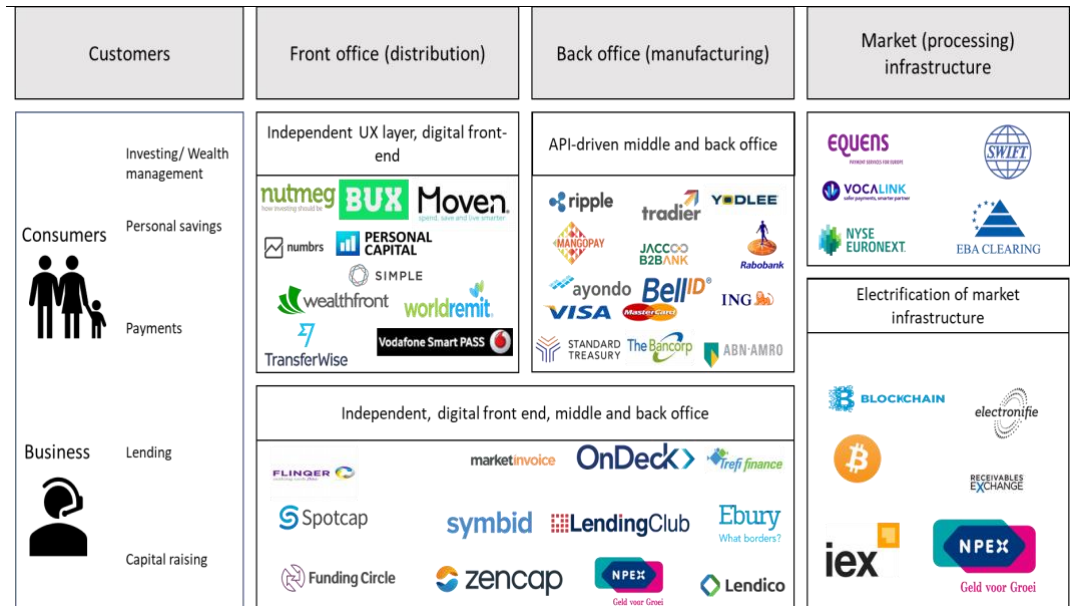 Customers
Front office (distribution)
Back office (manufacturing)
Market (processing)
infrastructure
Investing/ Wealth
management
Personal savings
Consumers
Payments
Business
Lending
Capital raising
Independent UX layer, digital front-
end
nutmeg
how investing should be
BUX
Moven
spend, save and live smarter
numbrs
PERSONAL
CAPITAL
SIMPLE
wealthfront
worldremit
TransferWise
Vodafone Smart PASS
API-driven middle and back office
ripple
tradier
YODLEE
MANGOPAY
JACCOO
B2BANK
Rabobank
ayondo
BellID®
ING
VISA
MasterCard
STANDARD
TREASURY
The Bancorp
ABN·AMRO
EQUENS
PAYMENT SERVICES FOR EUROPE
SWIFT
VOCALINK
safer payments, smarter partner
NYSE
EURONEXT.
EBA CLEARING
Electrification of market
infrastructure
BLOCKCHAIN
electronifie
RECEIVABLES
EXCHANGE
iex
NPEX
Geld voor Groei
Independent, digital front end, middle and back office
FLINGER
marketinvoice
OnDeck
Trefi finance
Spotcap
symbid
LendingClub
Ebury
What borders?
Funding Circle
zencap
NPEX
Geld voor Groei
Lendico